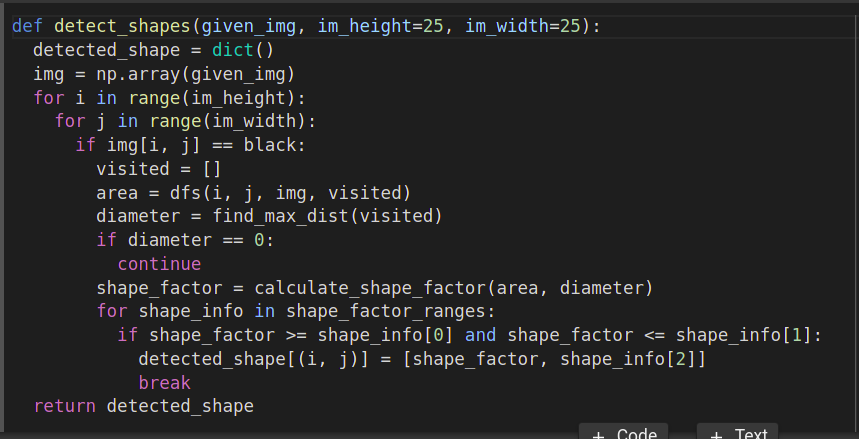 def detect_shapes(given_img, im_height=25, im_width=25):
  detected_shape = dict()
  img = np.array(given_img)
  for i in range(im_height):
    for j in range(im_width):
      if img[i, j] == black:
        visited = []
        area = dfs(i, j, img, visited)
        diameter = find_max_dist(visited)
        if diameter == 0:
          continue
        shape_factor = calculate_shape_factor(area, diameter)
        for shape_info in shape_factor_ranges:
          if shape_factor >= shape_info[0] and shape_factor <= shape_info[1]:
            detected_shape[(i, j)] = [shape_factor, shape_info[2]]
            break
  return detected_shape
+ Code + Text